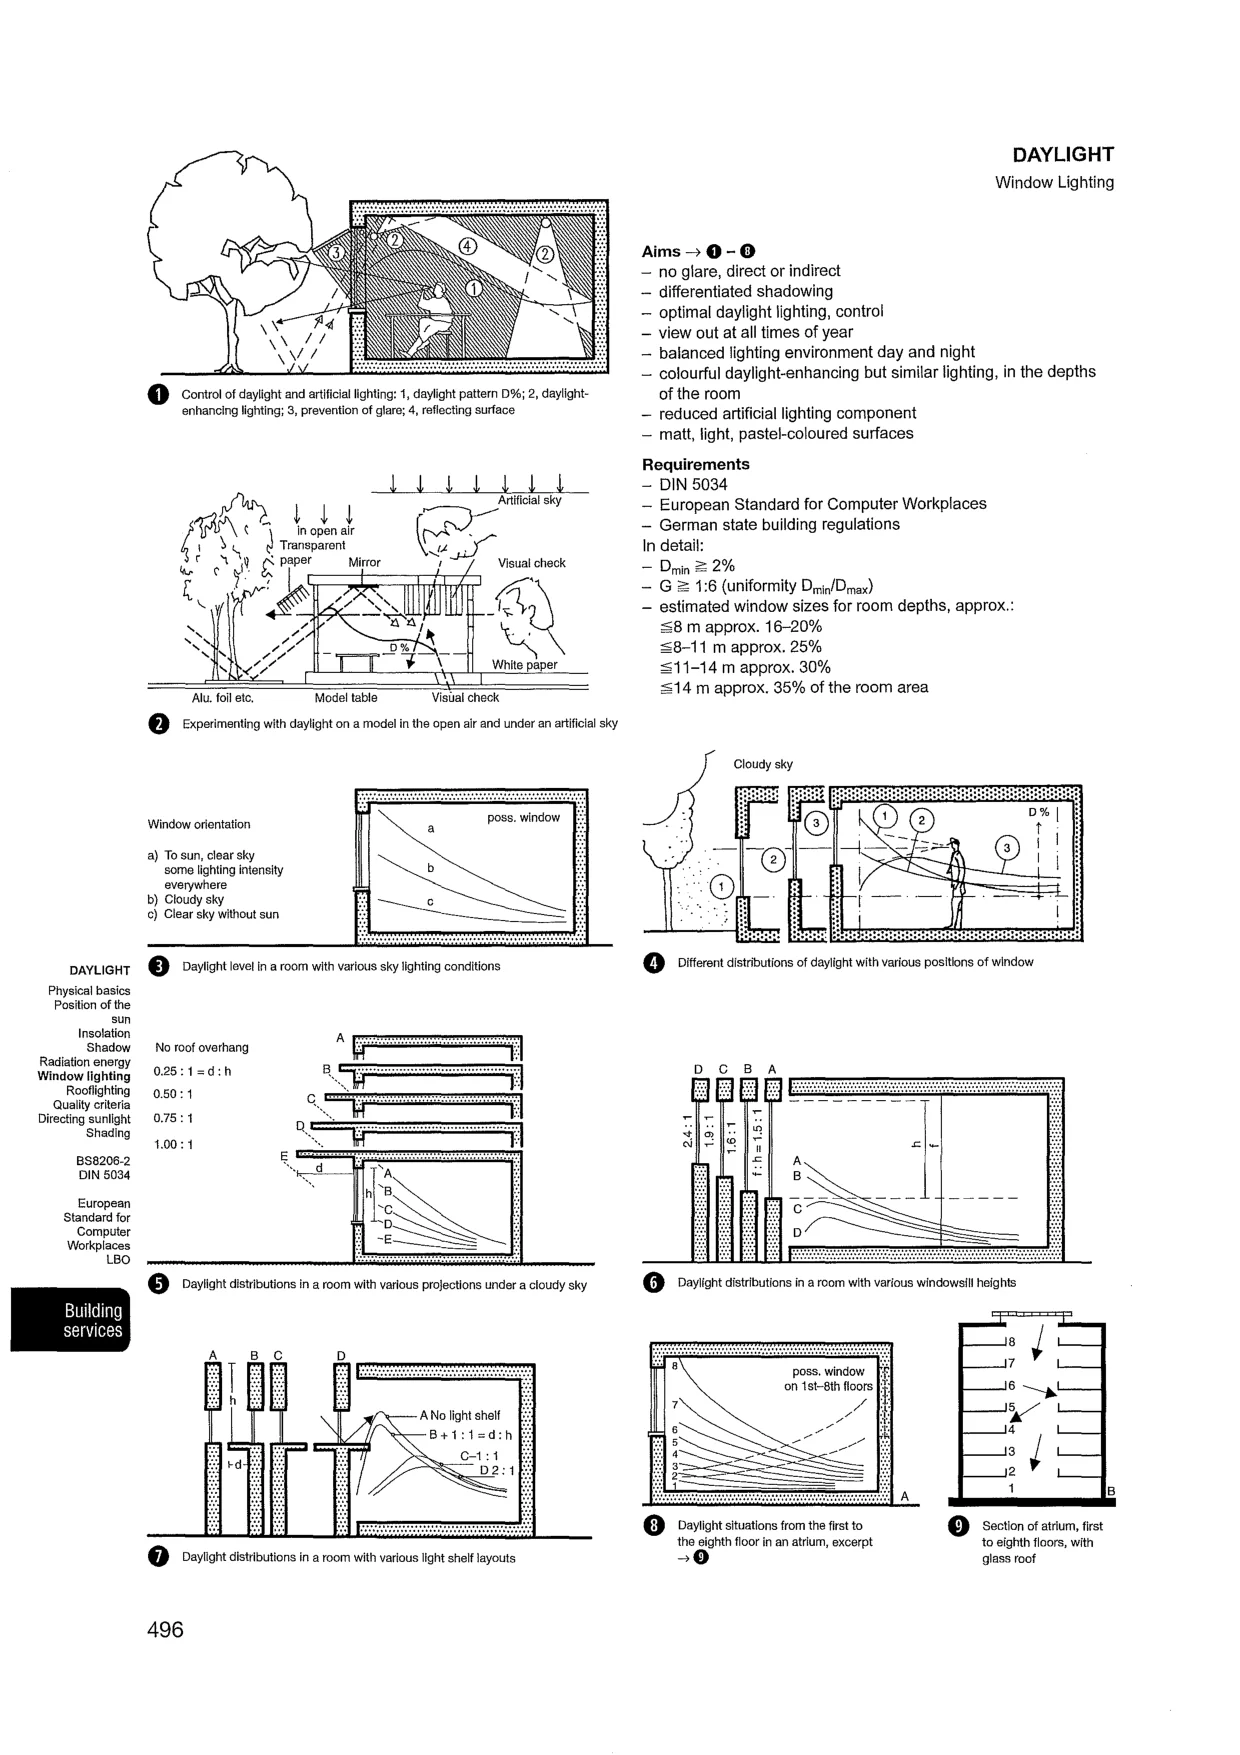 DAYLIGHT
Window Lighting
3
2
4
2
1
1 Control of daylight and artificial lighting: 1, daylight pattern D%; 2, daylight-
enhancing lighting; 3, prevention of glare; 4, reflecting surface
Aims → 1 – 8
– no glare, direct or indirect
– differentiated shadowing
– optimal daylight lighting, control
– view out at all times of year
– balanced lighting environment day and night
– colourful daylight-enhancing but similar lighting, in the depths
of the room
– reduced artificial lighting component
– matt, light, pastel-coloured surfaces
Requirements
– DIN 5034
– European Standard for Computer Workplaces
– German state building regulations
In detail:
– Dmin ≧ 2%
– G ≧ 1:6 (uniformity Dmin/Dmax)
– estimated window sizes for room depths, approx.:
≦8 m approx. 16–20%
≦8–11 m approx. 25%
≦11–14 m approx. 30%
≦14 m approx. 35% of the room area
Artificial sky
in open air
Transparent
paper
Mirror
Visual check
D %
White paper
Alu. foil etc.
Model table
Visual check
2 Experimenting with daylight on a model in the open air and under an artificial sky
Window orientation
a) To sun, clear sky
some lighting intensity
everywhere
b) Cloudy sky
c) Clear sky without sun
poss. window
a
b
c
3 Daylight level in a room with various sky lighting conditions
Cloudy sky
1
2
3
1
2
3
D %
4 Different distributions of daylight with various positions of window
DAYLIGHT
Physical basics
Position of the
sun
Insolation
Shadow
Radiation energy
Window lighting
Rooflighting
Quality criteria
Directing sunlight
Shading
BS8206-2
DIN 5034
European
Standard for
Computer
Workplaces
LBO
Building
services
No roof overhang
0.25 : 1 = d : h
0.50 : 1
0.75 : 1
1.00 : 1
A
B
C
D
E
d
h
A
B
C
D
E
5 Daylight distributions in a room with various projections under a cloudy sky
D C B A
2.4 : 1
1.9 : 1
1.6 : 1
f : h = 1.5 : 1
h
f
A
B
C
D
6 Daylight distributions in a room with various windowsill heights
A B C D
h
d
A No light shelf
B + 1 : 1 = d : h
C–1 : 1
D 2 : 1
7 Daylight distributions in a room with various light shelf layouts
8
7
6
5
4
3
2
1
poss. window
on 1st–8th floors
A
8 Daylight situations from the first to
the eighth floor in an atrium, excerpt
→ 9
8
7
6
5
4
3
2
1
B
9 Section of atrium, first
to eighth floors, with
glass roof
496